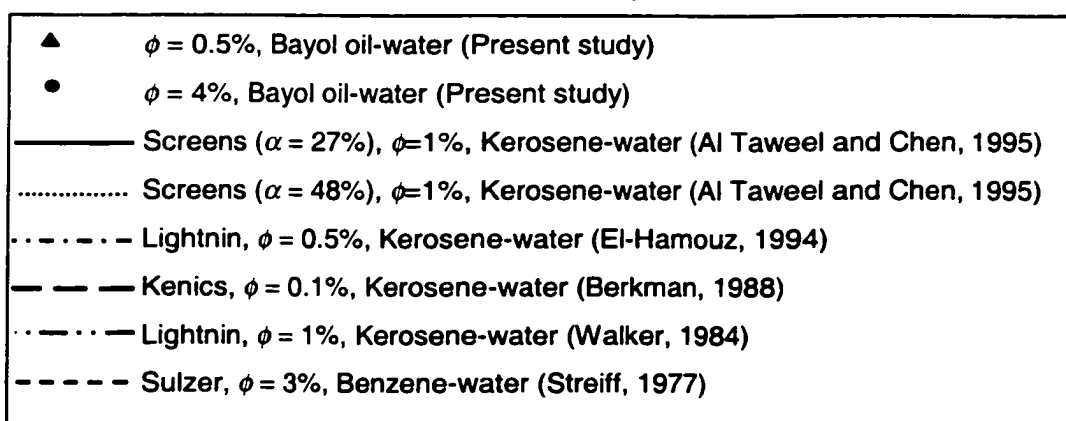 ϕ = 0.5%, Bayol oil-water (Present study)
ϕ = 4%, Bayol oil-water (Present study)
Screens (α = 27%), ϕ=1%, Kerosene-water (Al Taweel and Chen, 1995)
Screens (α = 48%), ϕ=1%, Kerosene-water (Al Taweel and Chen, 1995)
Lightnin, ϕ = 0.5%, Kerosene-water (El-Hamouz, 1994)
Kenics, ϕ = 0.1%, Kerosene-water (Berkman, 1988)
Lightnin, ϕ = 1%, Kerosene-water (Walker, 1984)
Sulzer, ϕ = 3%, Benzene-water (Streiff, 1977)